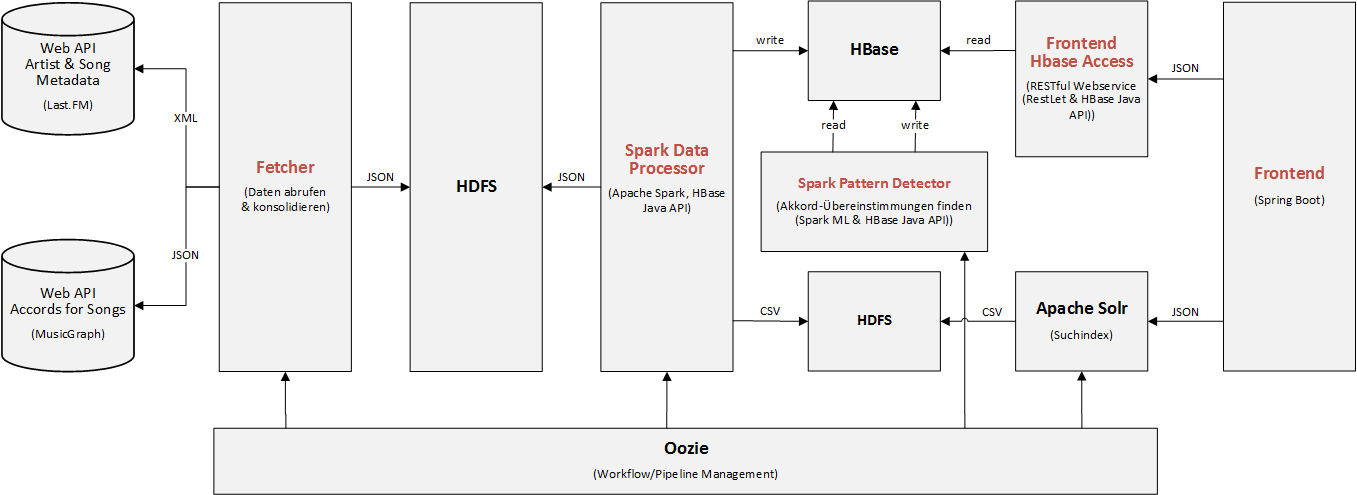 Web API
Artist & Song
Metadata
(Last.FM)
XML
JSON
Web API
Accords for Songs
(MusicGraph)
Fetcher
(Daten abrufen
& konsolidieren)
JSON
HDFS
JSON
Spark Data
Processor
(Apache Spark, HBase
Java API)
write
HBase
read
Frontend
Hbase Access
(RESTful Webservice
(RestLet & HBase Java
API))
JSON
read
write
Spark Pattern Detector
(Akkord-Übereinstimmungen finden
(Spark ML & HBase Java API))
Frontend
(Spring Boot)
CSV
HDFS
CSV
Apache Solr
(Suchindex)
JSON
Oozie
(Workflow/Pipeline Management)